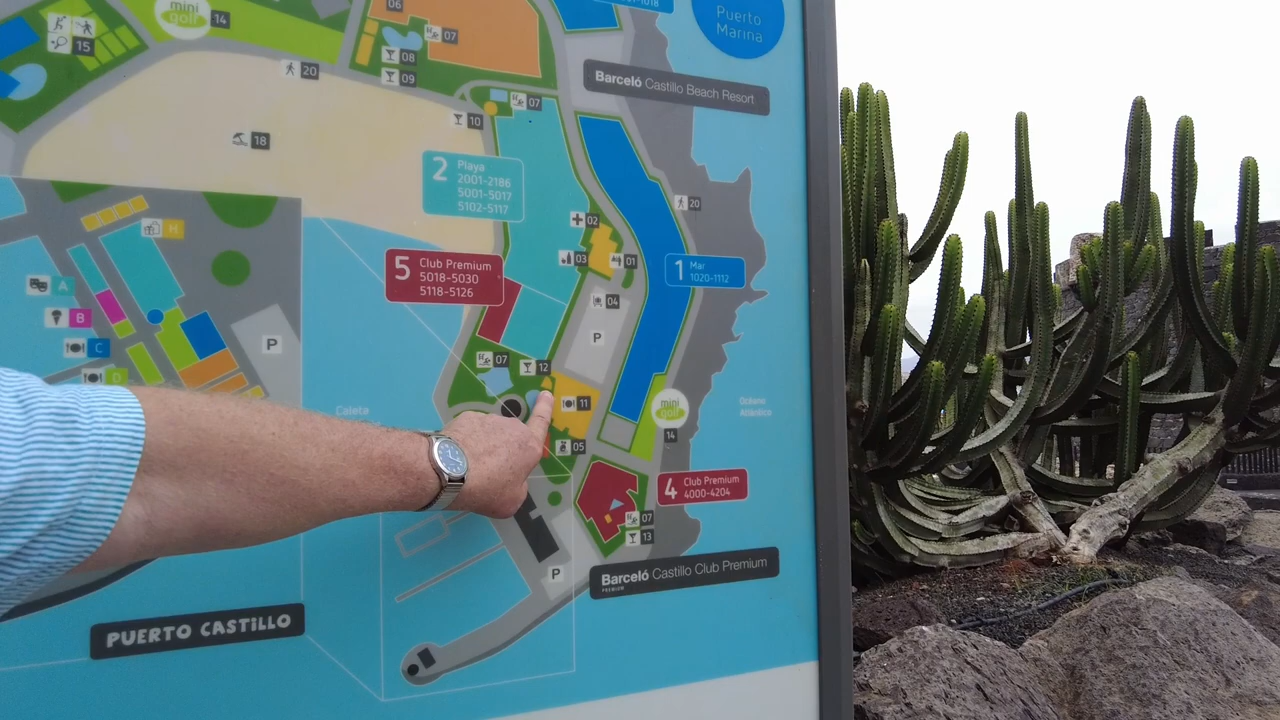 06
mini
golf
14
Puerto
Marina
15
07
08
20
09
Barceló Castillo Beach Resort
07
10
18
2 Playa
2001-2186
5001-5017
5102-5117
20
02
5 Club Premium
5018-5030
5118-5126
03
01
1 Mar
1020-1112
H
A
04
B
P
P
C
07
12
D
11
mini
golf
Caleta
Océano
Atlántico
14
05
4 Club Premium
4000-4204
07
13
P
Barceló Castillo Club Premium
PREMIUM
PUERTO CASTILLO